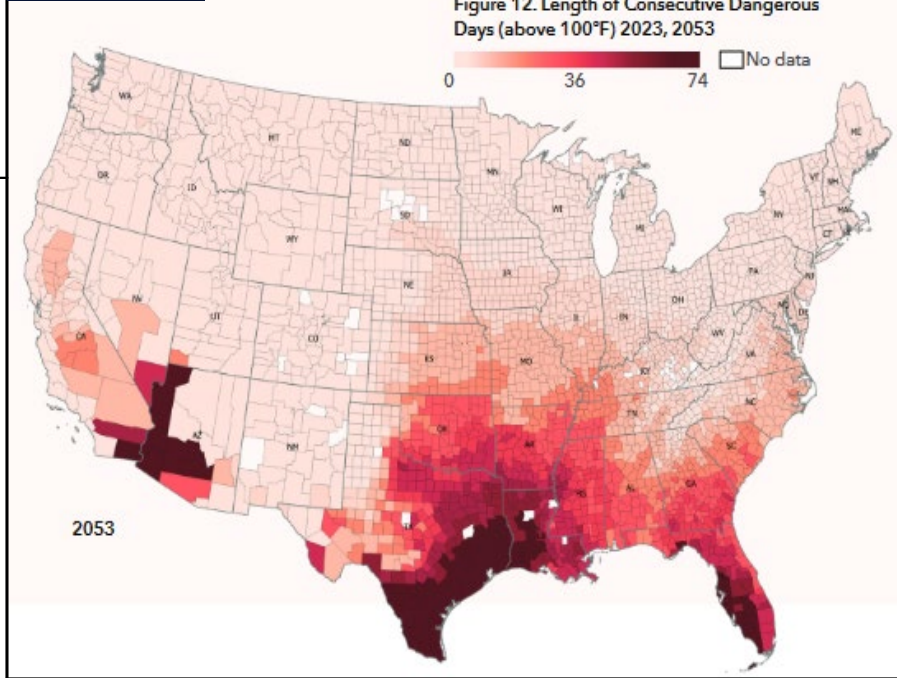 Figure 12. Length of Consecutive Dangerous
Days (above 100°F) 2023, 2053
0 36 74 No data
WA
MT
ND
MN
ME
OR
ID
SD
WI
MI
VT
NH
NY
MA
CT
WY
IA
PA
NJ
NE
NV
UT
CO
IL
IN
OH
DE
WV
VA
CA
KS
MO
KY
NC
TN
AZ
NM
OK
AR
SC
MS
AL
GA
TX
2053